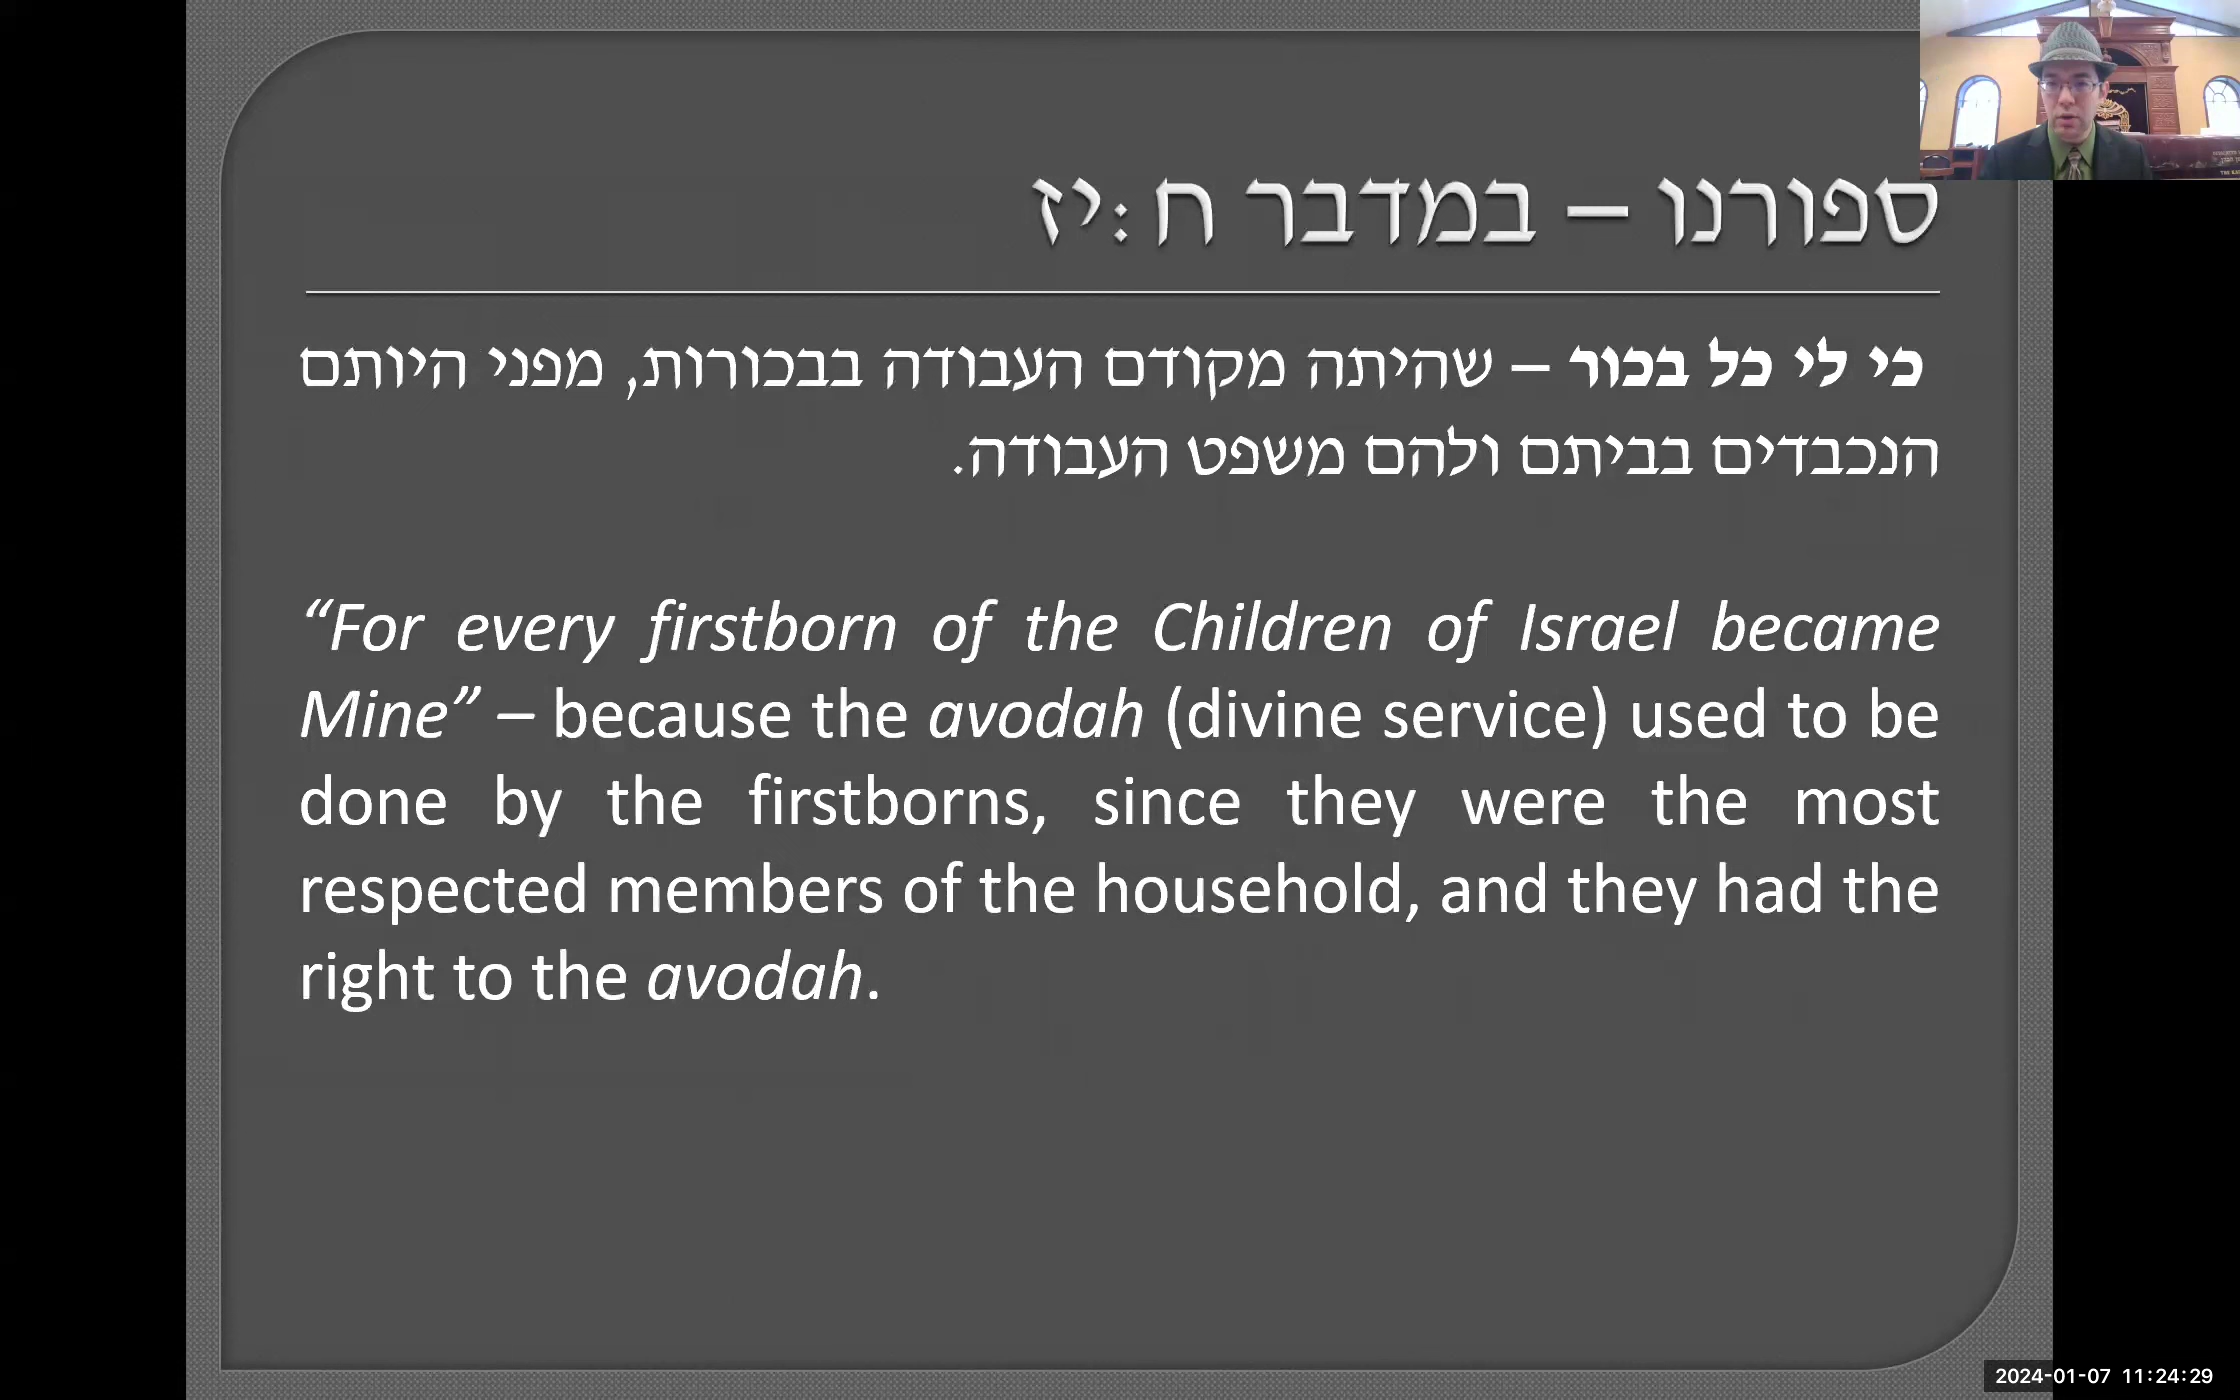 ספורנו – במדבר ח:יז
כי לי כל בכור – שהיתה מקודם העבודה בבכורות, מפני היותם
הנכבדים בביתם ולהם משפט העבודה.
“For every firstborn of the Children of Israel became
Mine” – because the avodah (divine service) used to be
done by the firstborns, since they were the most
respected members of the household, and they had the
right to the avodah.
2024-01-07 11:24:29